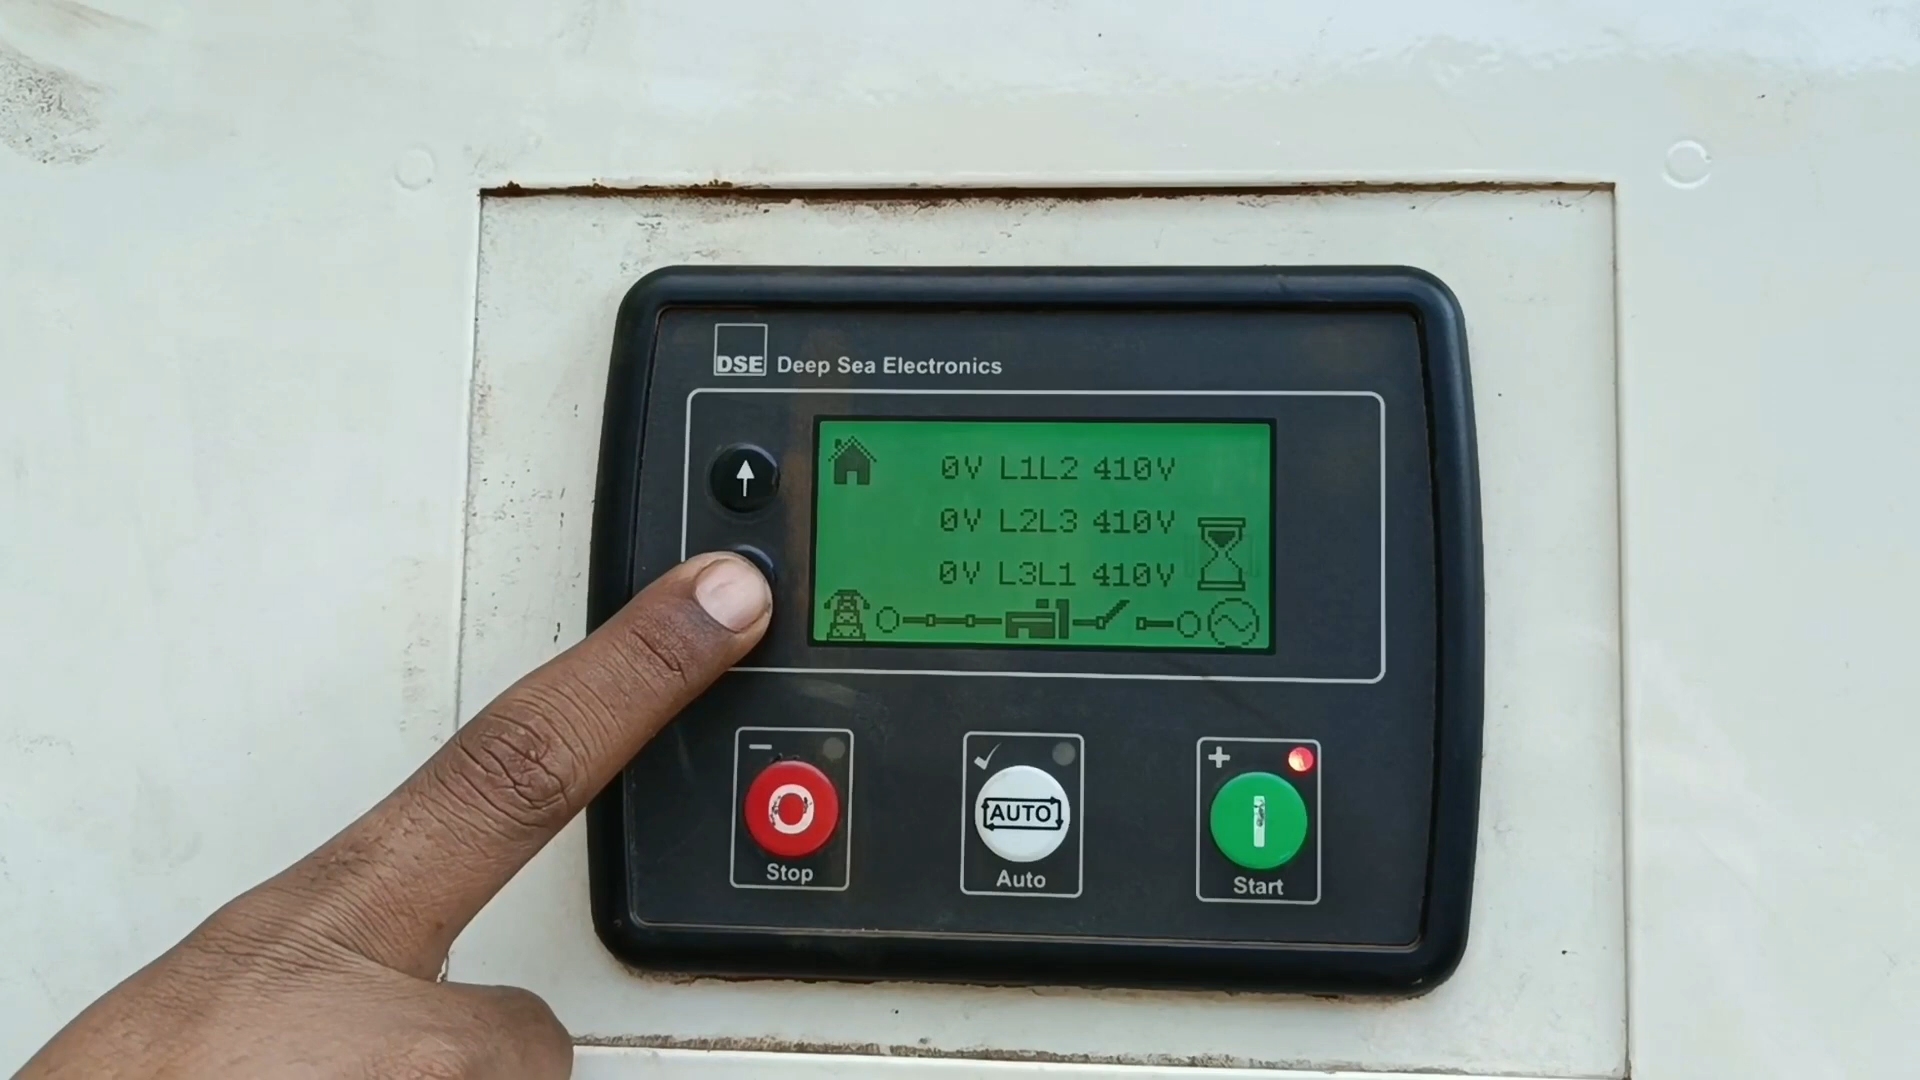 DSE Deep Sea Electronics
0V L1L2 410V
0V L2L3 410V
0V L3L1 410V
Stop
AUTO
Auto
Start